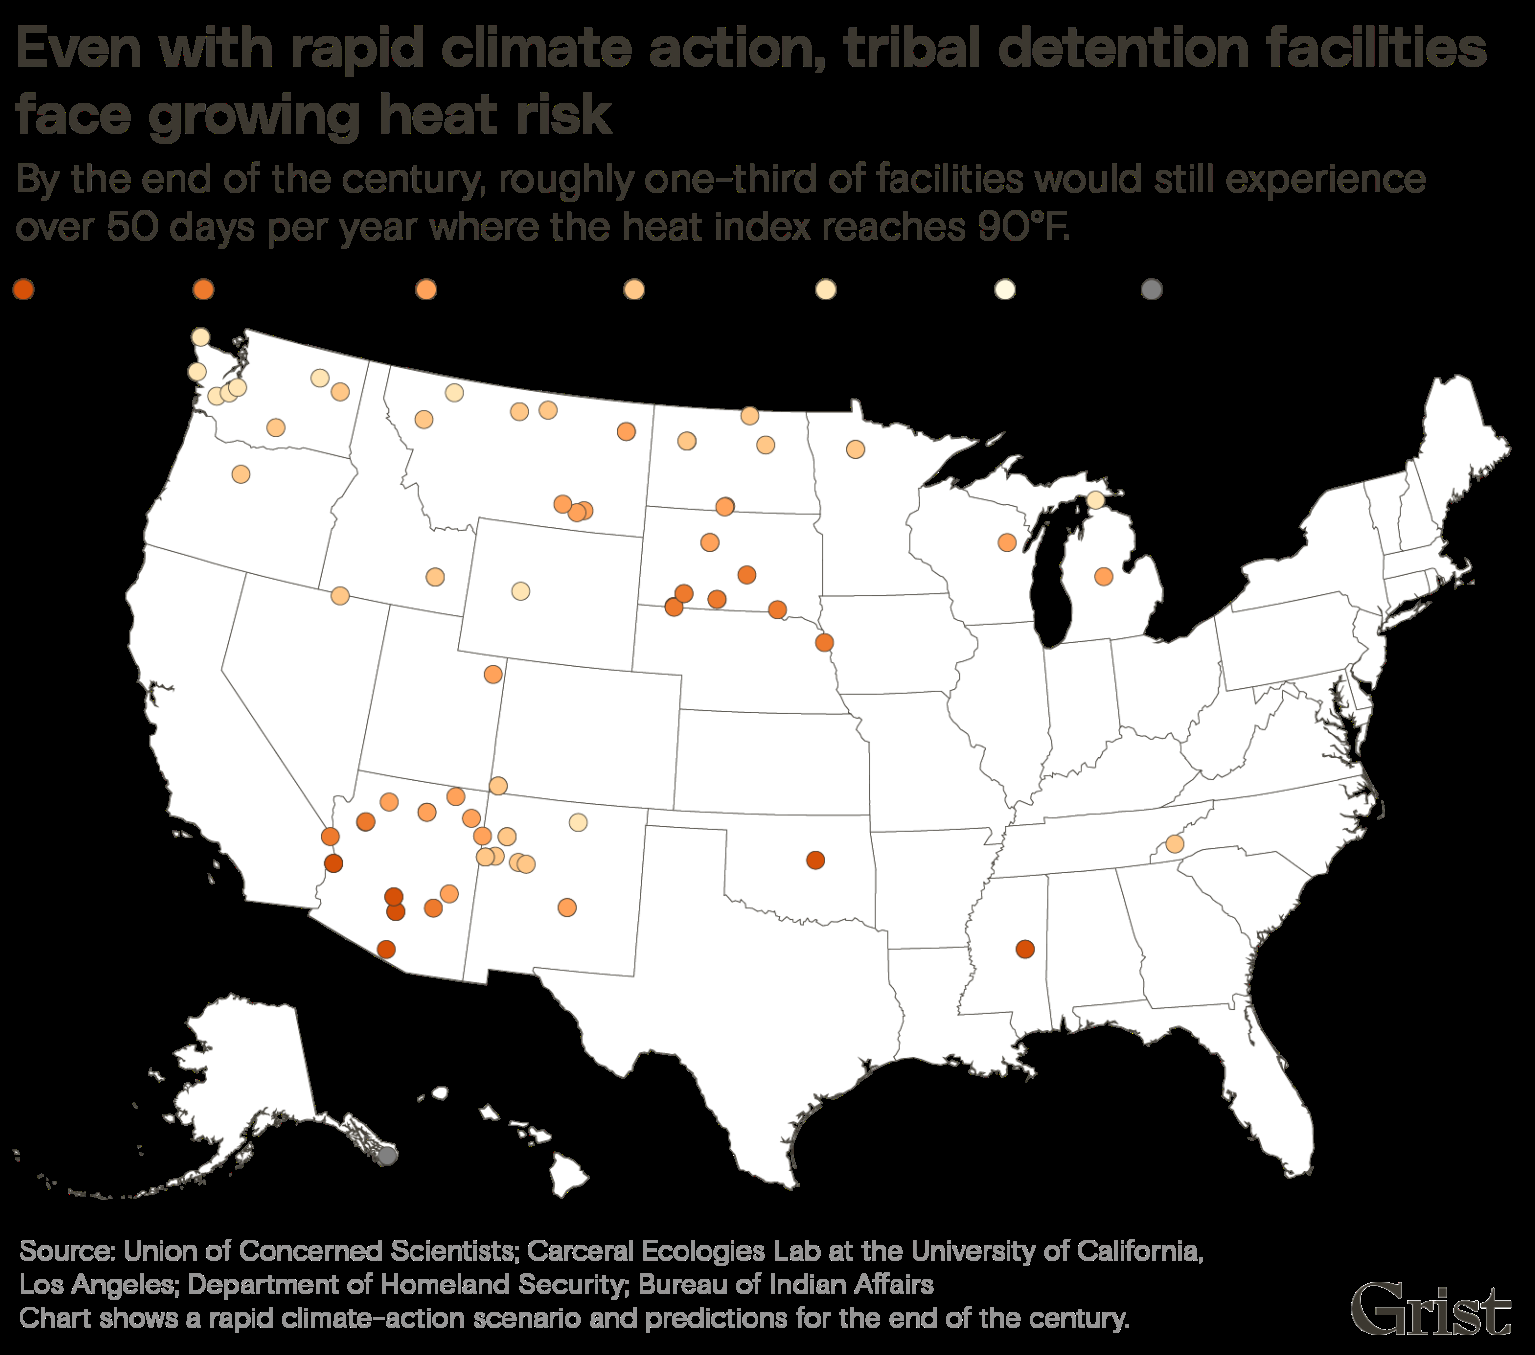 Even with rapid climate action, tribal detention facilities
face growing heat risk
By the end of the century, roughly one-third of facilities would still experience
over 50 days per year where the heat index reaches 90°F.
Source: Union of Concerned Scientists; Carceral Ecologies Lab at the University of California,
Los Angeles; Department of Homeland Security; Bureau of Indian Affairs
Chart shows a rapid climate-action scenario and predictions for the end of the century.
Grist